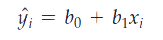 ŷᵢ = b₀ + b₁xᵢ